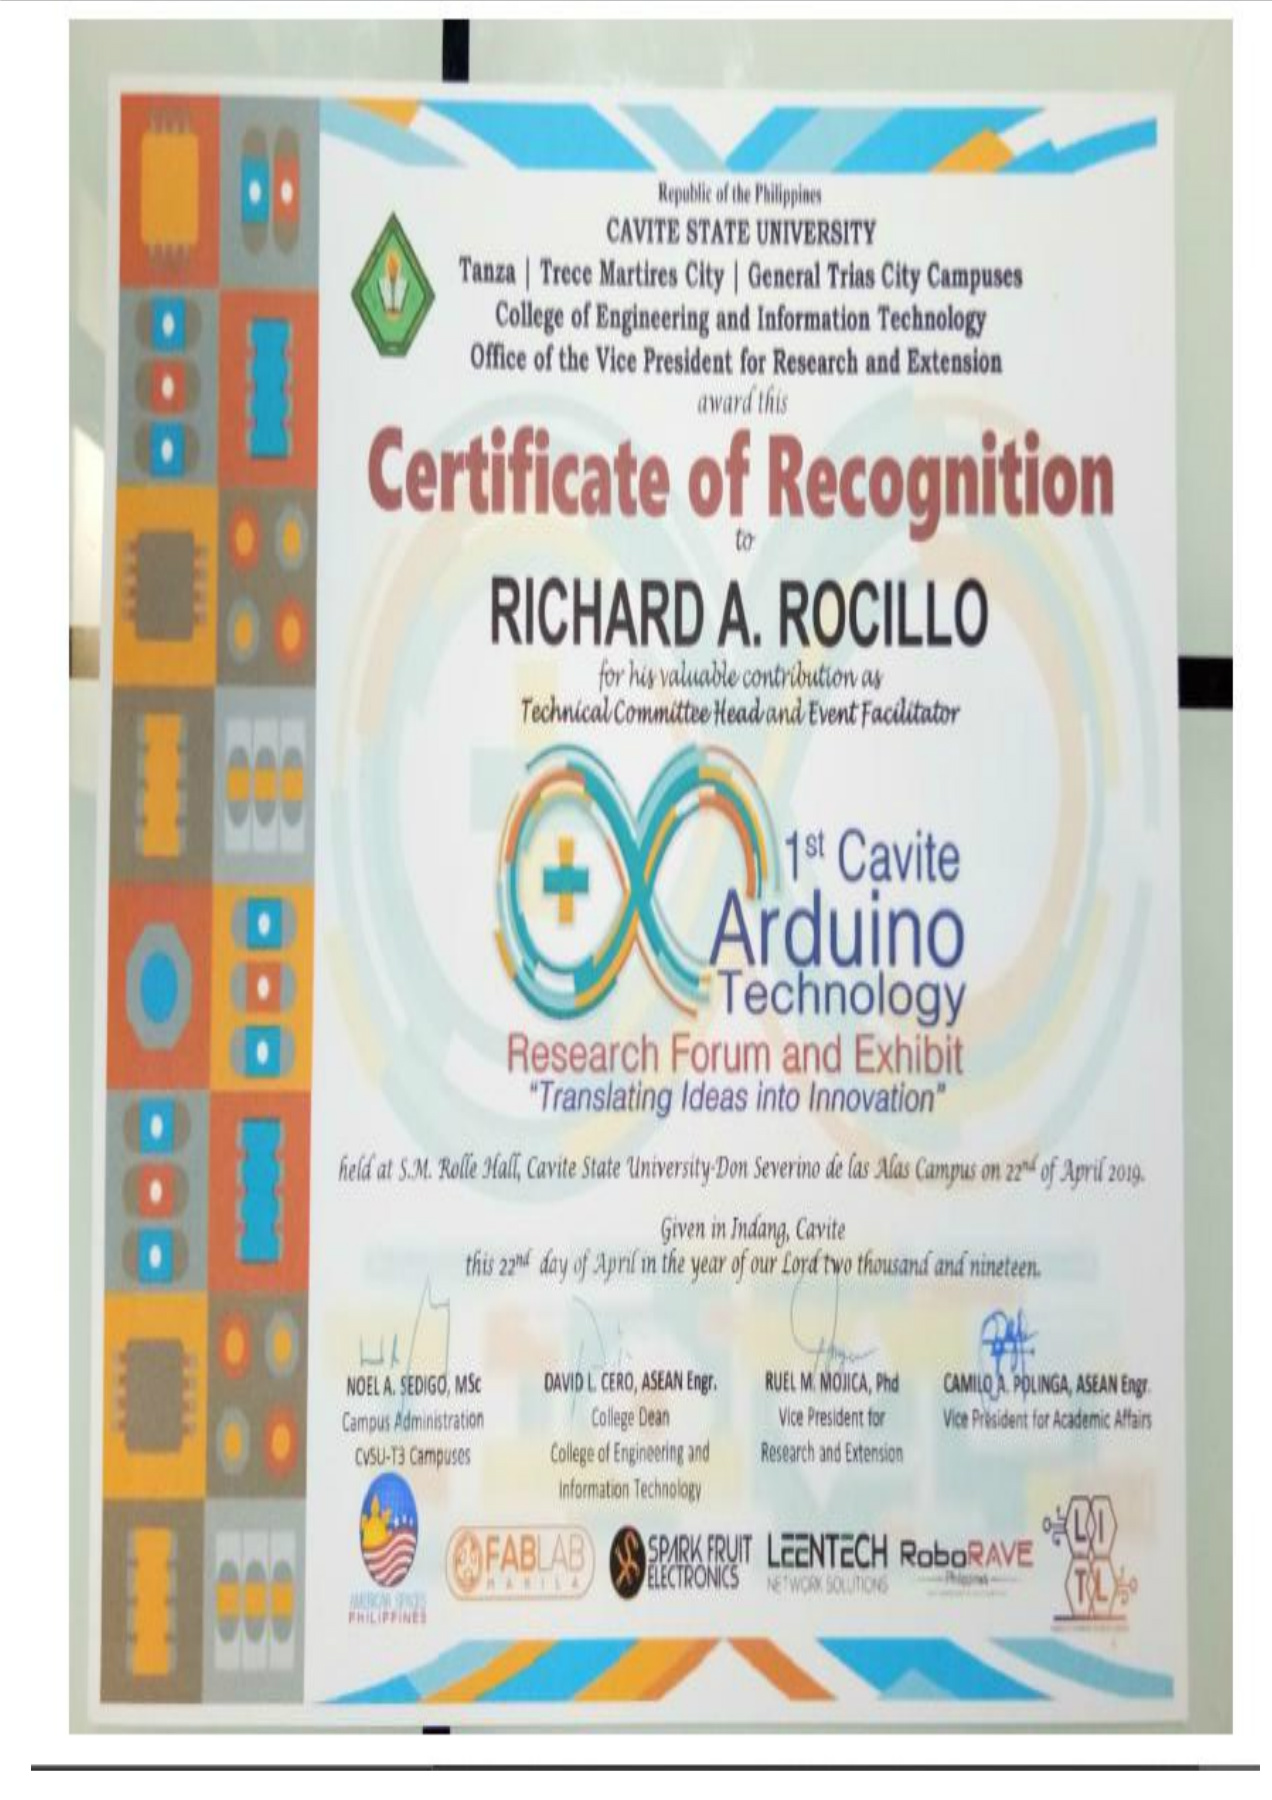 Republic of the Philippines
CAVITE STATE UNIVERSITY
Tanza | Trece Martires City | General Trias City Campuses
College of Engineering and Information Technology
Office of the Vice President for Research and Extension
award this
Certificate of Recognition
to
RICHARD A. ROCILLO
for his valuable contribution as
Technical Committee Head and Event Facilitator
1st Cavite
Arduino
Technology
Research Forum and Exhibit
"Translating Ideas into Innovation"
held at S.M. Rolle Hall, Cavite State University-Don Severino de las Alas Campus on 22nd of April 2019.
Given in Indang, Cavite
this 22nd day of April in the year of our Lord two thousand and nineteen.
NOEL A. SEDIGO, MSc
Campus Administration
CvSU-T3 Campuses
DAVID L. CERO, ASEAN Engr.
College Dean
College of Engineering and
Information Technology
RUEL M. MOJICA, Phd
Vice President for
Research and Extension
CAMILO A. POLINGA, ASEAN Engr.
Vice President for Academic Affairs
AMERICAN SPACES
PHILIPPINES
FABLAB
MANILA
SPARK FRUIT
ELECTRONICS
LEENTECH
NETWORK SOLUTIONS
RoboRAVE
Philippines
LI
TL